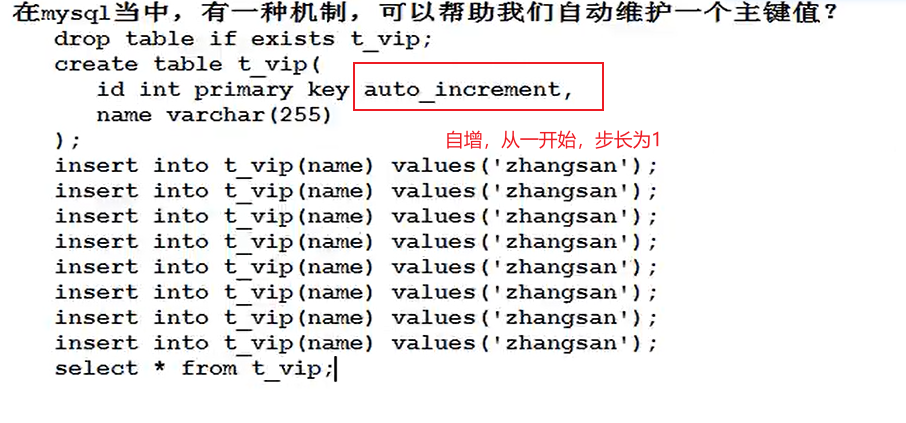 在mysql当中，有一种机制，可以帮助我们自动维护一个主键值？
drop table if exists t_vip;
create table t_vip(
id int primary key auto_increment,
name varchar(255)
);
自增，从一开始，步长为1
insert into t_vip(name) values('zhangsan');
insert into t_vip(name) values('zhangsan');
insert into t_vip(name) values('zhangsan');
insert into t_vip(name) values('zhangsan');
insert into t_vip(name) values('zhangsan');
insert into t_vip(name) values('zhangsan');
insert into t_vip(name) values('zhangsan');
insert into t_vip(name) values('zhangsan');
select * from t_vip;